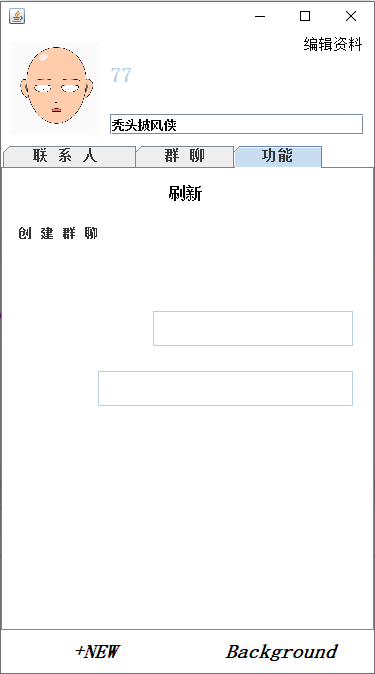 编辑资料
77
秃头披风侠
联 系 人 群 聊 功能
刷新
创 建 群 聊
+NEW Background